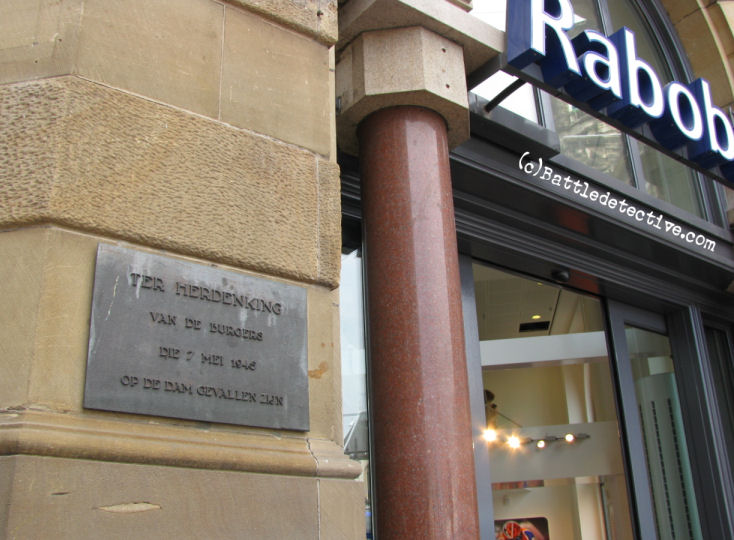 Rabob
(c)Battledetective.com
TER HERDENKING
VAN DE BURGERS
DIE 7 MEI 1945
OP DE DAM GEVALLEN ZIJN